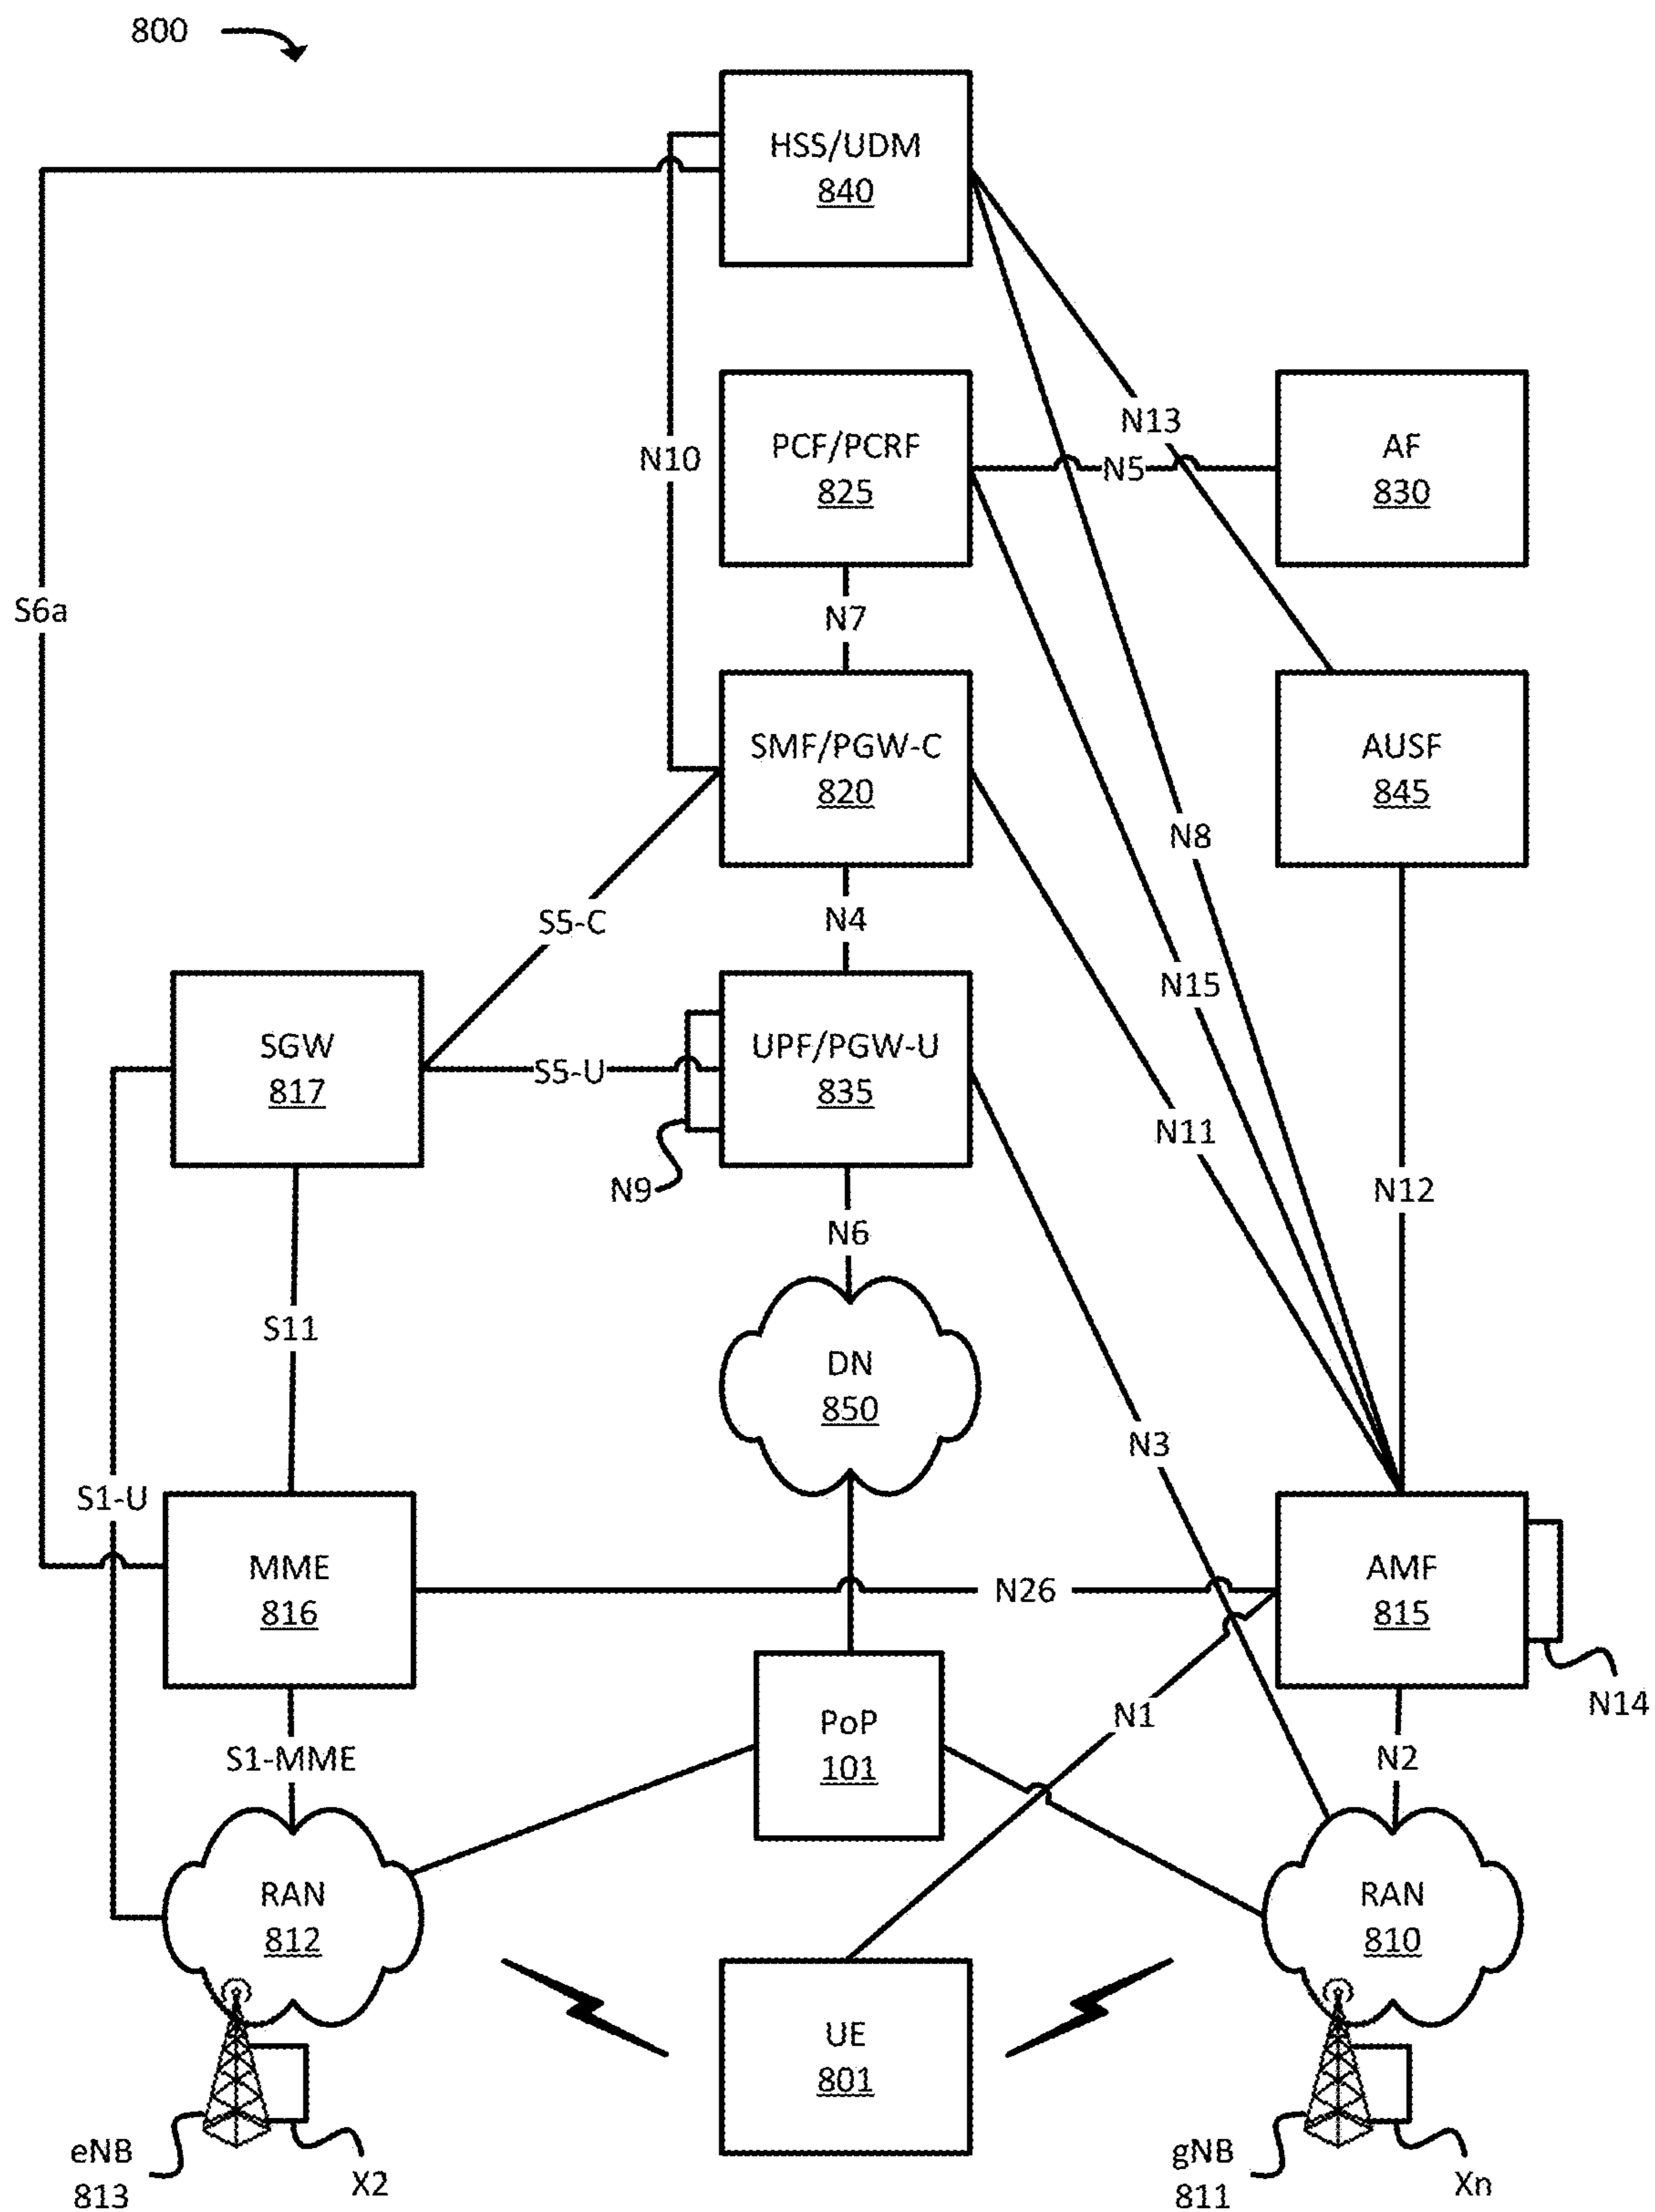 800
HSS/UDM
840
N13
PCF/PCRF
825
N10
N5
AF
830
S6a
N7
SMF/PGW-C
820
AUSF
845
N8
S5-C
N4
N15
SGW
817
S5-U
UPF/PGW-U
835
N11
N9
N12
N6
S11
DN
850
N3
S1-U
MME
816
N26
AMF
815
N14
PoP
101
N1
S1-MME
N2
RAN
812
RAN
810
UE
801
eNB
813
X2
gNB
811
Xn